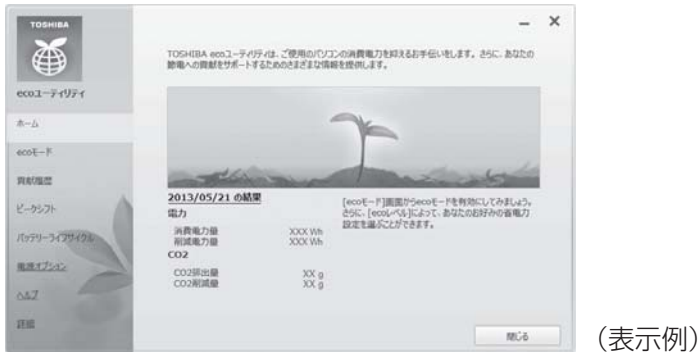 TOSHIBA
ecoユーティリティ
ホーム
ecoモード
貢献履歴
ピークシフト
バッテリーライフサイクル
電源オプション
ヘルプ
詳細
TOSHIBA ecoユーティリティは、ご使用のパソコンの消費電力を抑えるお手伝いをします。さらに、あなたの
節電への貢献をサポートするためのさまざまな情報を提供します。
2013/05/21 の結果
電力
消費電力量 XXX Wh
削減電力量 XXX Wh
CO2
CO2排出量 XX g
CO2削減量 XX g
[ecoモード]画面からecoモードを有効にしてみましょう。
さらに、[ecoレベル]によって、あなたのお好みの省電力
設定を選ぶことができます。
閉じる
（表示例）